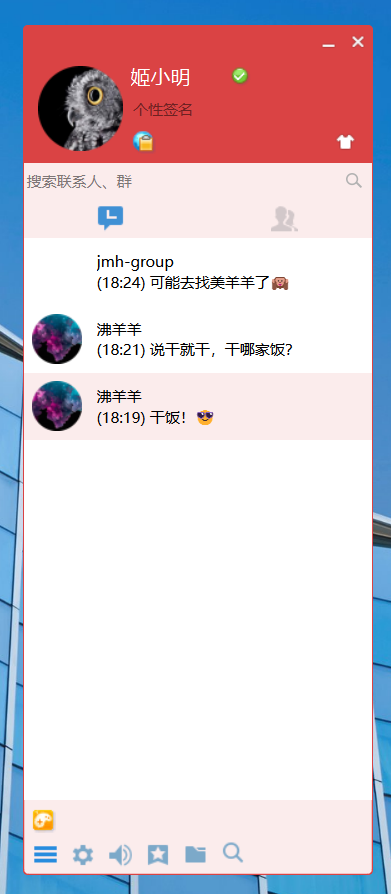 姬小明
个性签名
搜索联系人、群
jmh-group
(18:24) 可能去找美羊羊了🙉
沸羊羊
(18:21) 说干就干，干哪家饭?
沸羊羊
(18:19) 干饭！😎